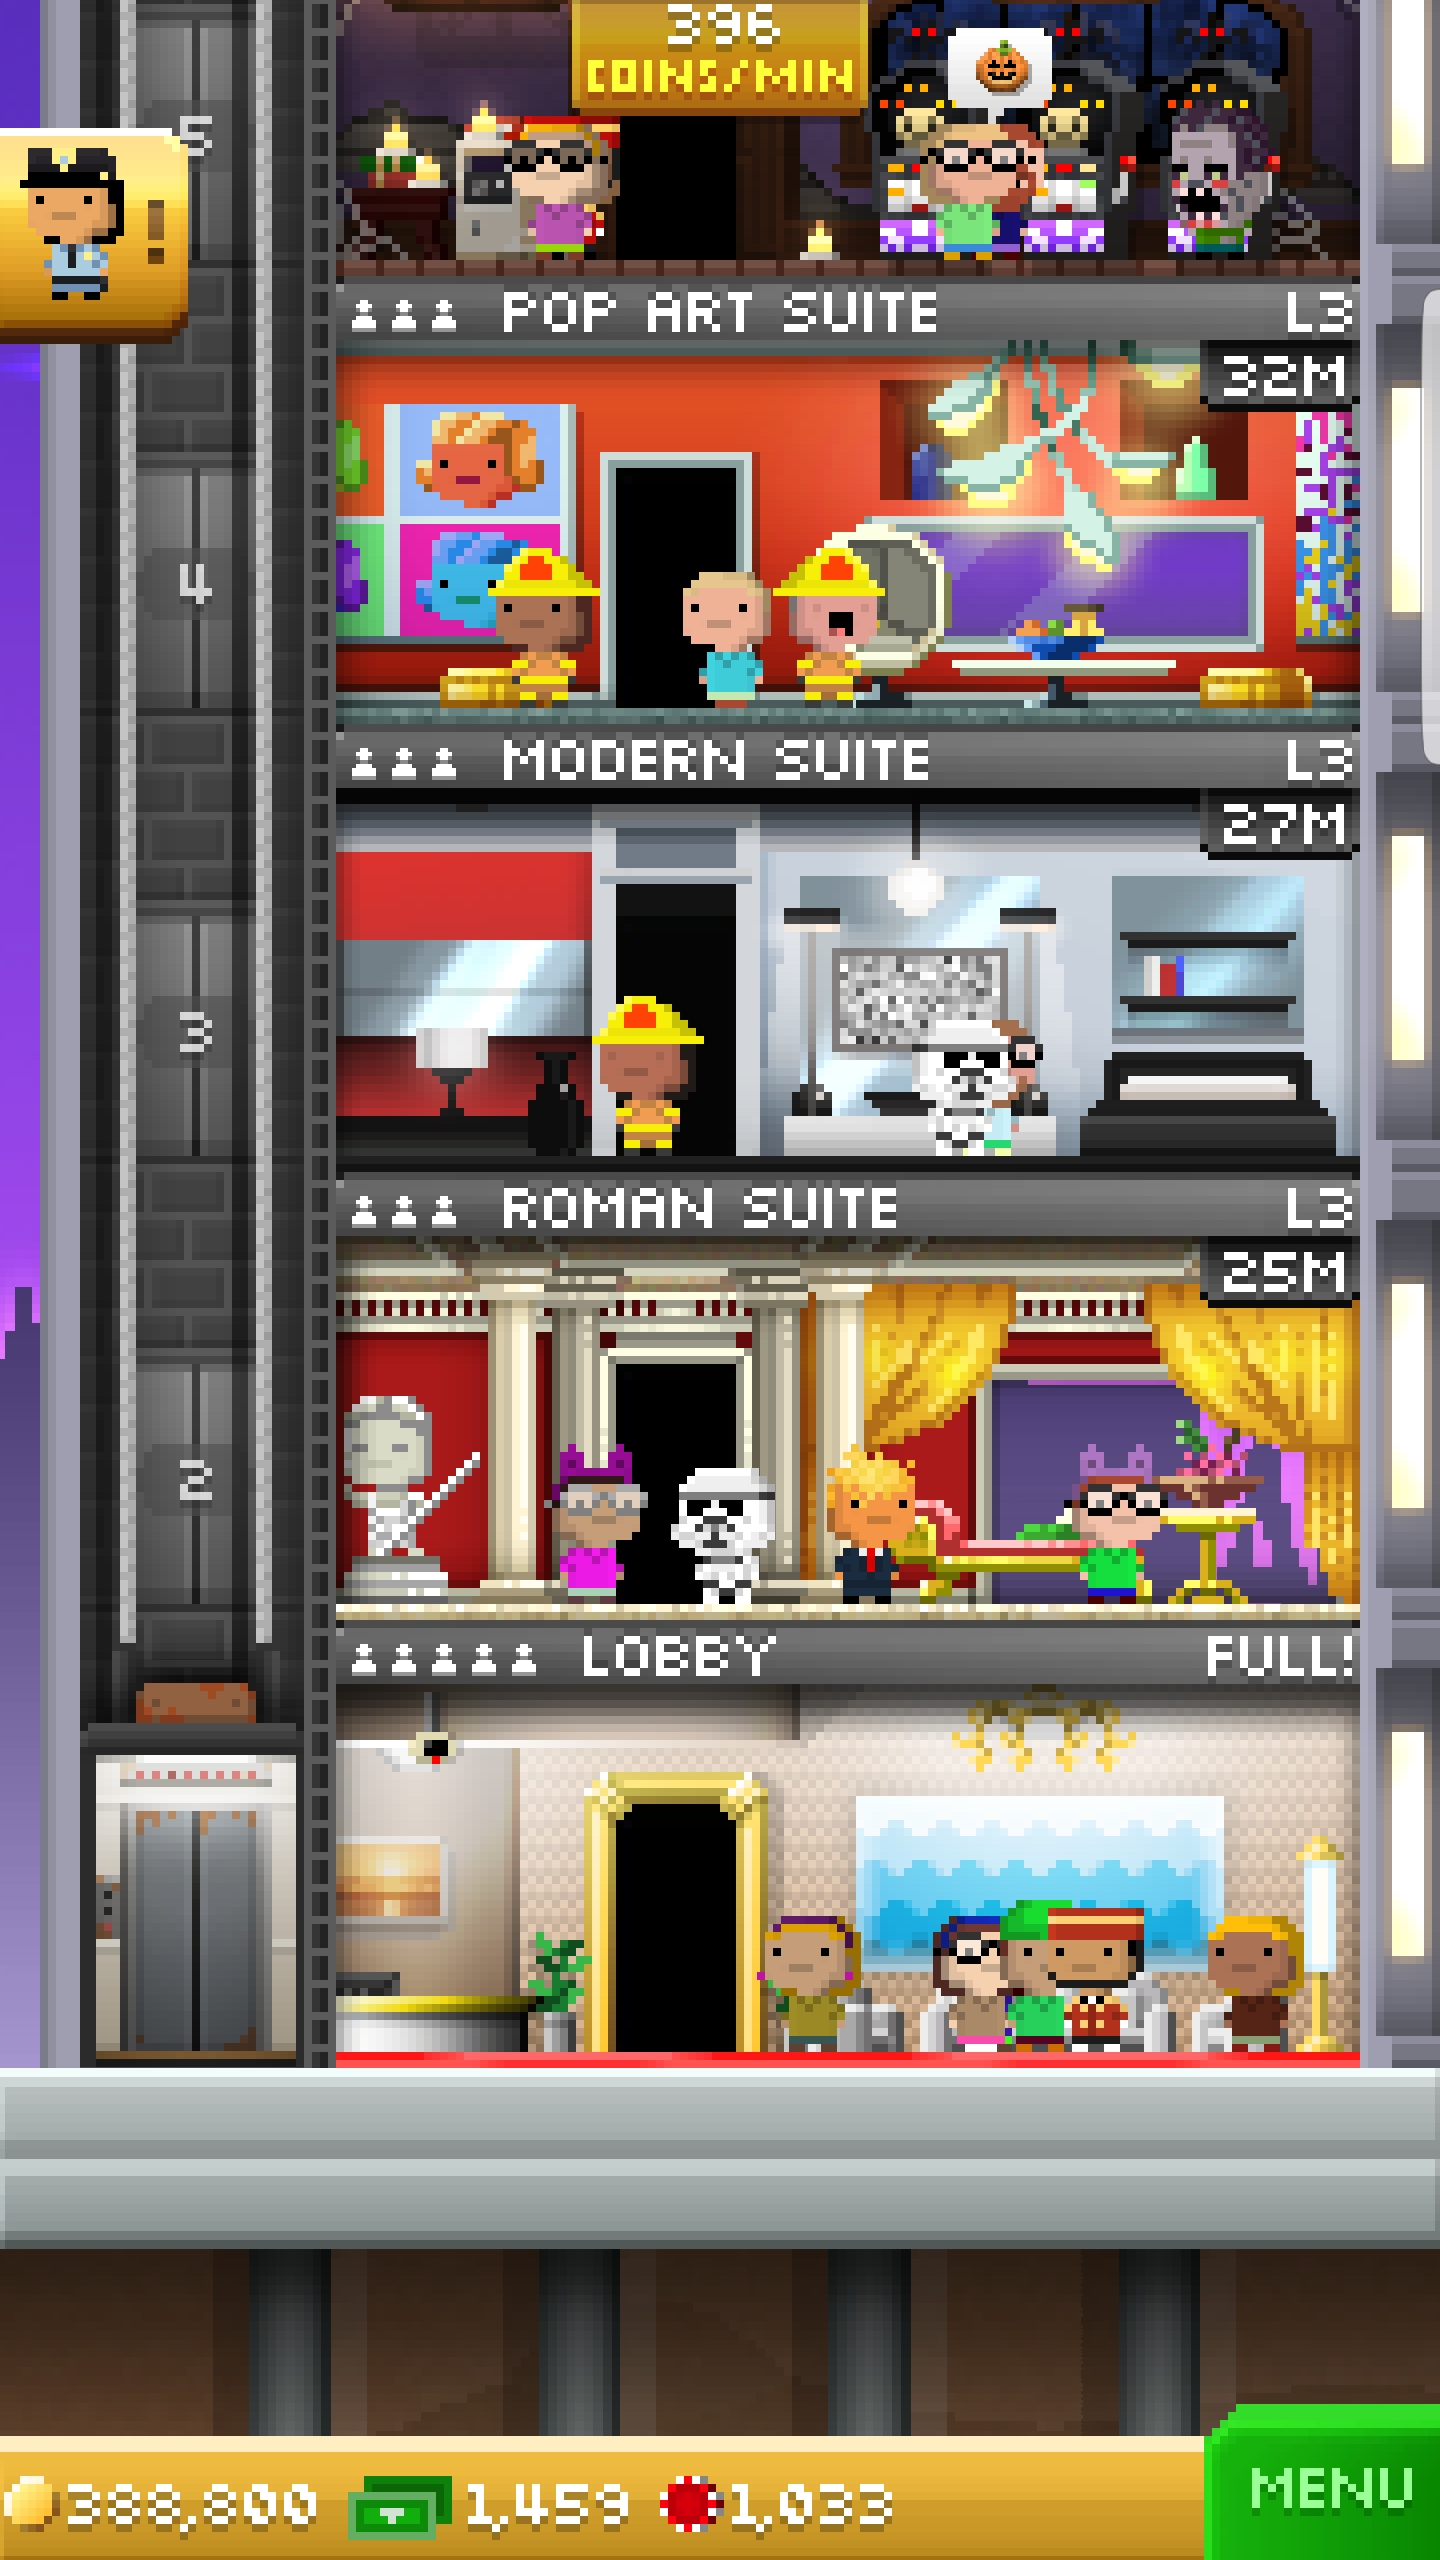 396
COINS/MIN
5
!
POP ART SUITE L3
32M
4
MODERN SUITE L3
27M
3
ROMAN SUITE L3
25M
2
LOBBY FULL!
388,800 1,459 1,033
MENU